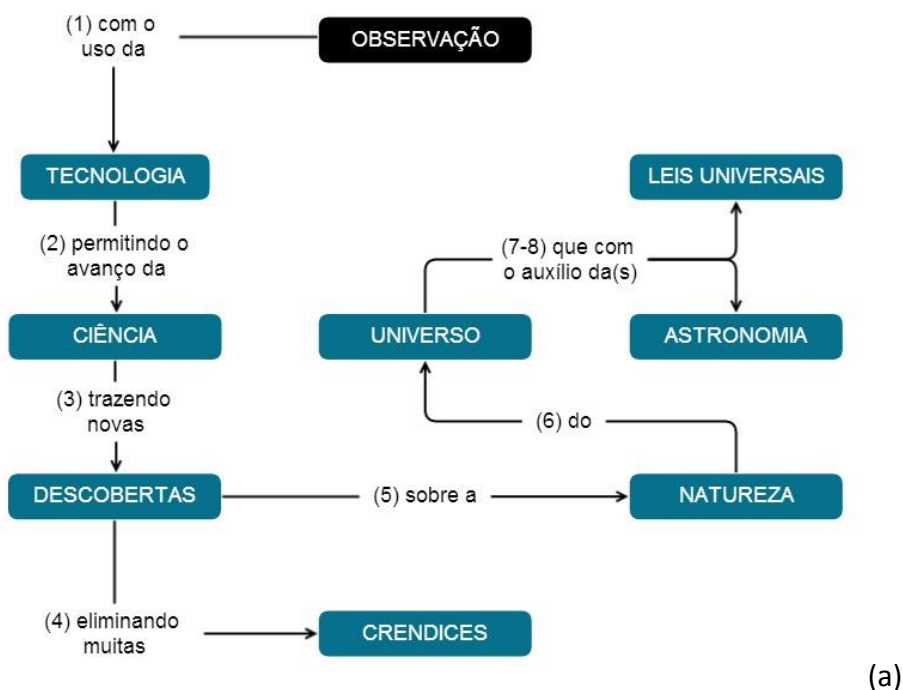 (1) com o
uso da
OBSERVAÇÃO
TECNOLOGIA
LEIS UNIVERSAIS
(2) permitindo o
avanço da
(7-8) que com
o auxílio da(s)
CIÊNCIA
UNIVERSO
ASTRONOMIA
(3) trazendo
novas
(6) do
DESCOBERTAS
(5) sobre a
NATUREZA
(4) eliminando
muitas
CRENDICES
(a)